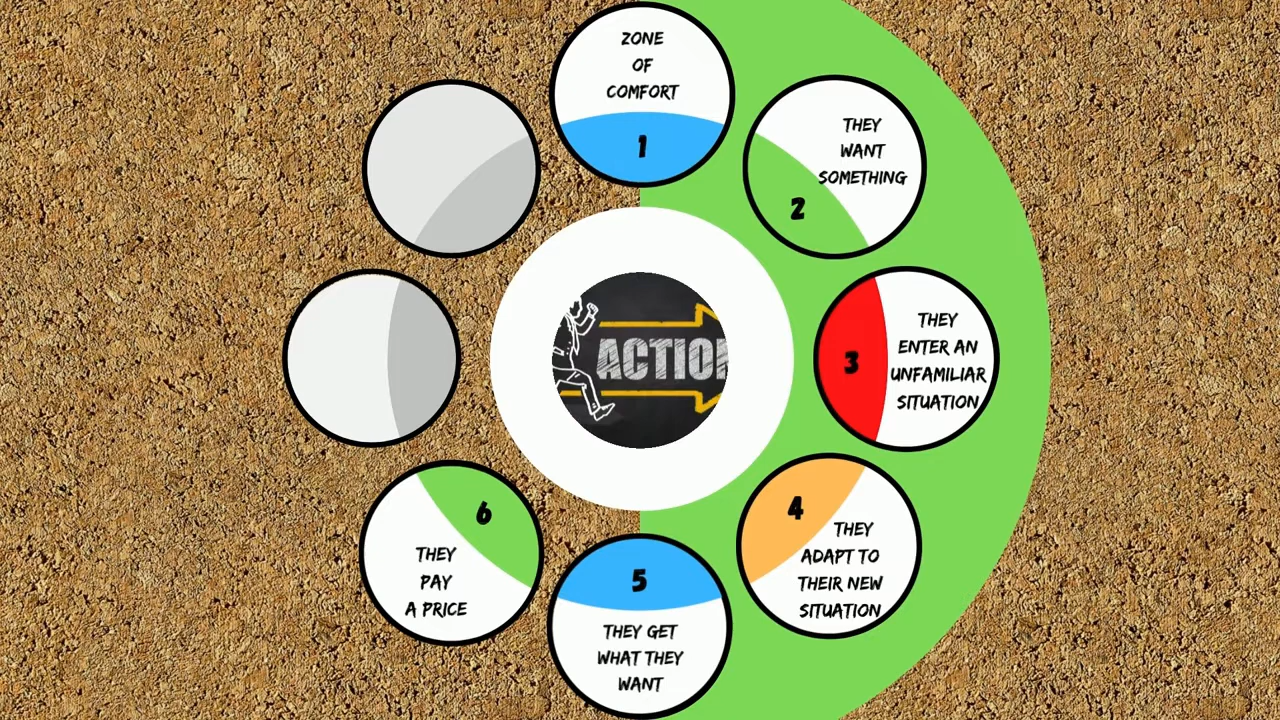 ZONE
OF
COMFORT
1
THEY
WANT
SOMETHING
2
THEY
ENTER AN
UNFAMILIAR
SITUATION
3
4
THEY
ADAPT TO
THEIR NEW
SITUATION
5
THEY GET
WHAT THEY
WANT
6
THEY
PAY
A PRICE
ACTION